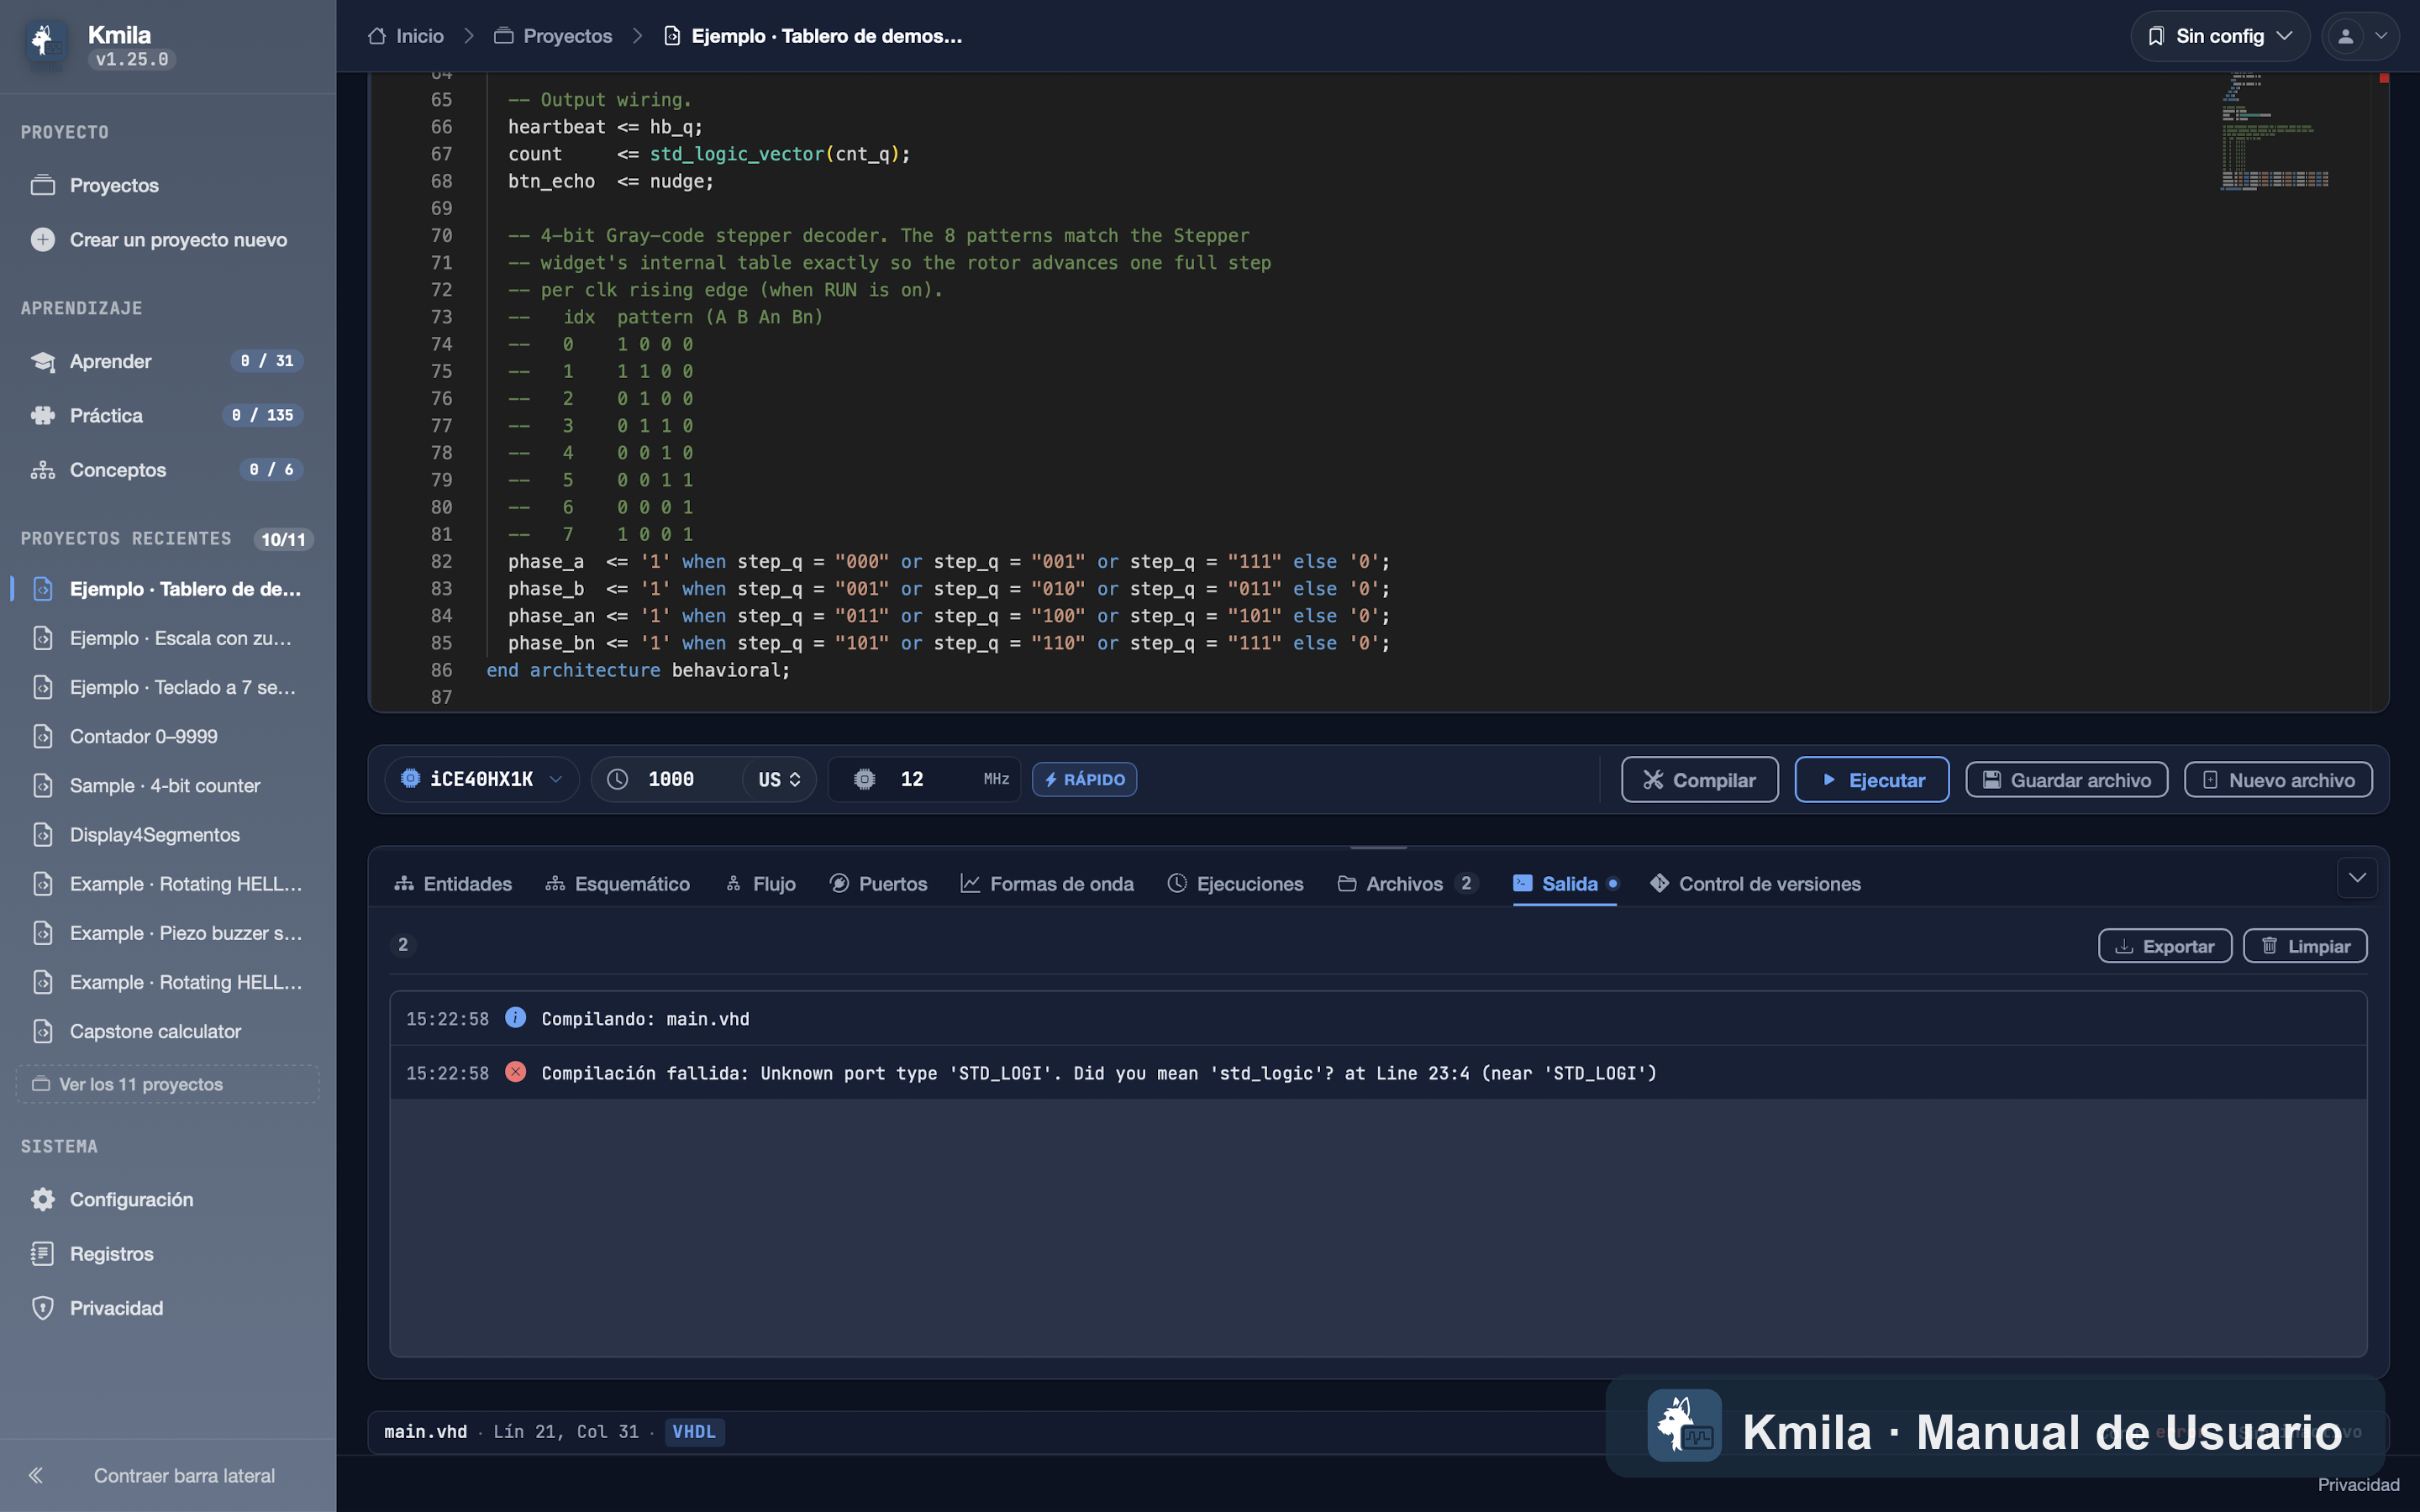 Kmila
v1.25.0
PROYECTO
Proyectos
Crear un proyecto nuevo
APRENDIZAJE
Aprender 0 / 31
Práctica 0 / 135
Conceptos 0 / 6
PROYECTOS RECIENTES 10/11
Ejemplo · Tablero de de...
Ejemplo · Escala con zu...
Ejemplo · Teclado a 7 se...
Contador 0–9999
Sample · 4-bit counter
Display4Segmentos
Example · Rotating HELL...
Example · Piezo buzzer s...
Example · Rotating HELL...
Capstone calculator
Ver los 11 proyectos
SISTEMA
Configuración
Registros
Privacidad
Contraer barra lateral
Inicio > Proyectos > Ejemplo · Tablero de demos...
Sin config
64
65 -- Output wiring.
66 heartbeat <= hb_q;
67 count <= std_logic_vector(cnt_q);
68 btn_echo <= nudge;
69
70 -- 4-bit Gray-code stepper decoder. The 8 patterns match the Stepper
71 -- widget's internal table exactly so the rotor advances one full step
72 -- per clk rising edge (when RUN is on).
73 -- idx pattern (A B An Bn)
74 -- 0 1 0 0 0
75 -- 1 1 1 0 0
76 -- 2 0 1 0 0
77 -- 3 0 1 1 0
78 -- 4 0 0 1 0
79 -- 5 0 0 1 1
80 -- 6 0 0 0 1
81 -- 7 1 0 0 1
82 phase_a <= '1' when step_q = "000" or step_q = "001" or step_q = "111" else '0';
83 phase_b <= '1' when step_q = "001" or step_q = "010" or step_q = "011" else '0';
84 phase_an <= '1' when step_q = "011" or step_q = "100" or step_q = "101" else '0';
85 phase_bn <= '1' when step_q = "101" or step_q = "110" or step_q = "111" else '0';
86 end architecture behavioral;
87
iCE40HX1K 1000 US 12 MHz RÁPIDO Compilar Ejecutar Guardar archivo Nuevo archivo
Entidades Esquemático Flujo Puertos Formas de onda Ejecuciones Archivos 2 Salida Control de versiones
2 Exportar Limpiar
15:22:58 Compilando: main.vhd
15:22:58 Compilación fallida: Unknown port type 'STD_LOGI'. Did you mean 'std_logic'? at Line 23:4 (near 'STD_LOGI')
main.vhd · Lín 21, Col 31 · VHDL
Kmila · Manual de Usuario
Privacidad